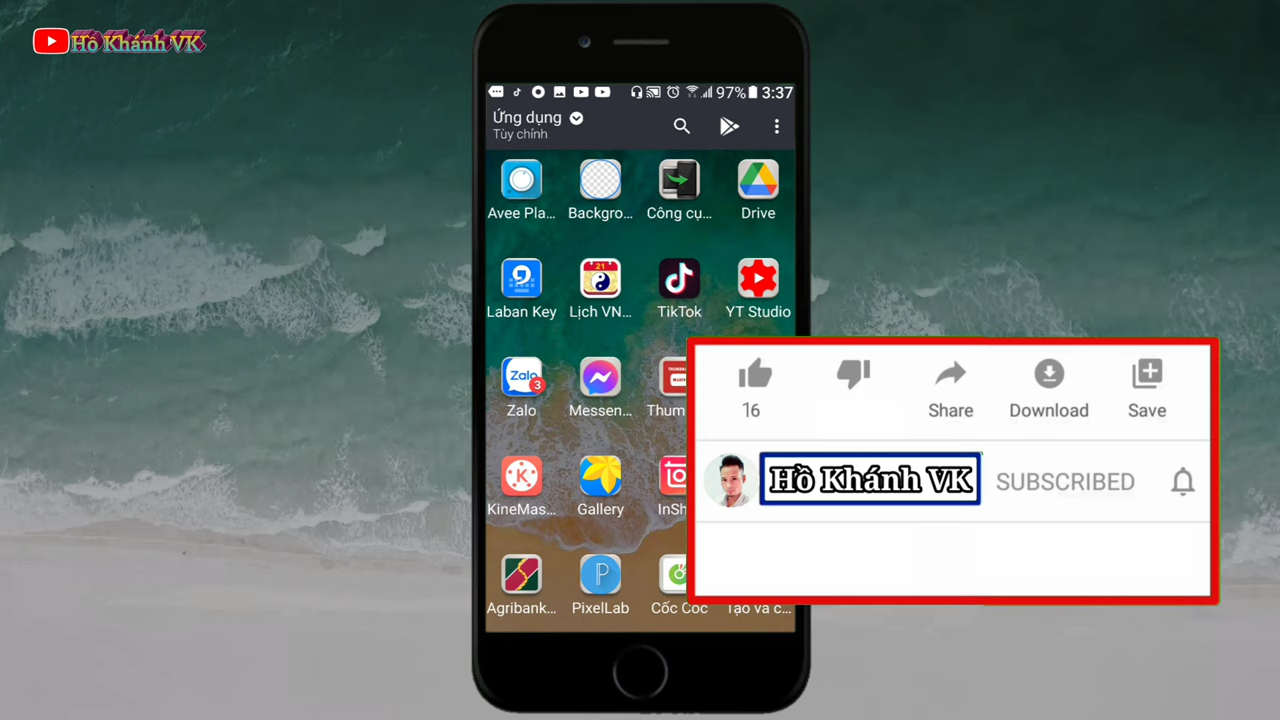 Hồ Khánh VK
97% 3:37
Ứng dụng
Tùy chỉnh
Avee Pla... Backgro... Công cụ... Drive
21
Laban Key Lịch VN... TikTok YT Studio
Zalo 3
Zalo Messen... Thum
16 Share Download Save
Hồ Khánh VK SUBSCRIBED
KineMas... Gallery InSh
Agribank... PixelLab Cốc Cốc Tạo và c...